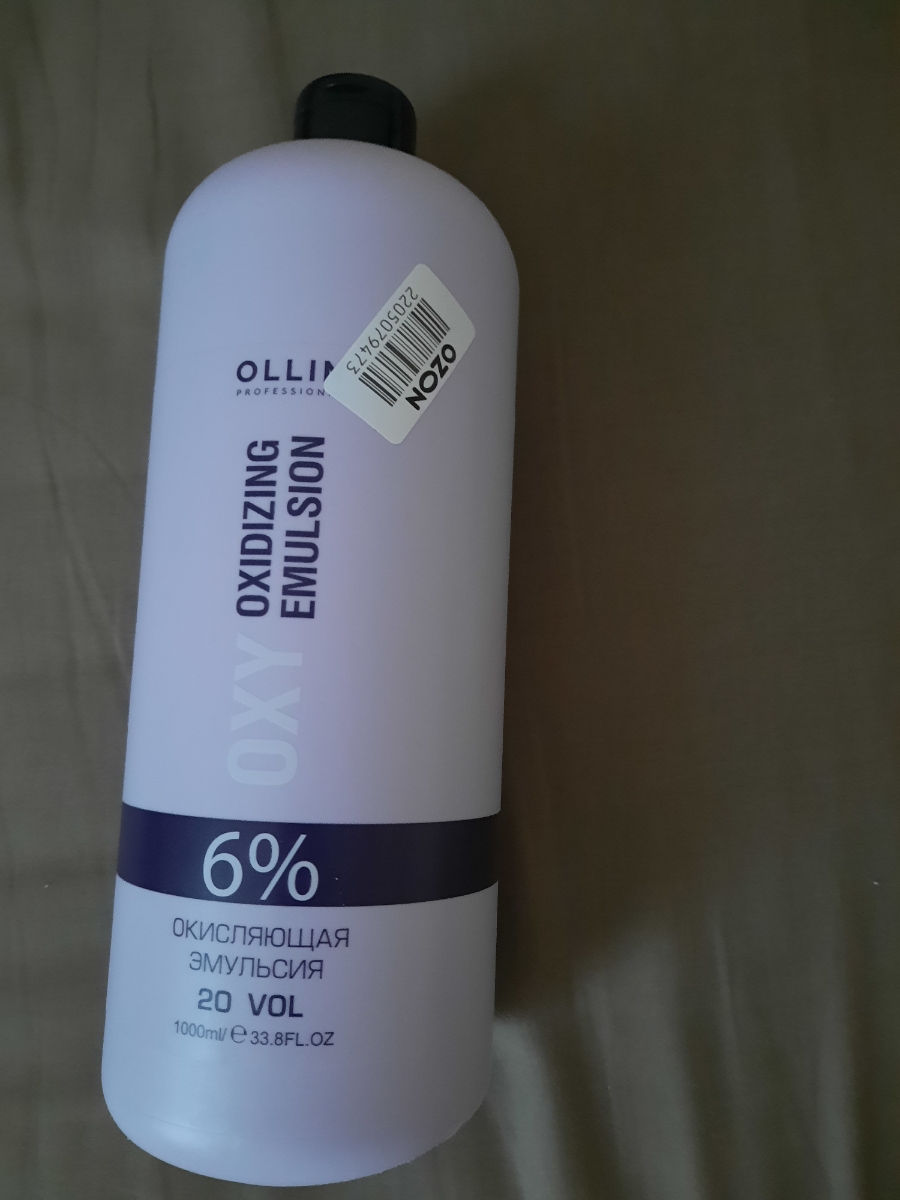 OLLIN
PROFESSIONAL
2205079473
OZON
OXY OXIDIZING
EMULSION
6%
ОКИСЛЯЮЩАЯ
ЭМУЛЬСИЯ
20 VOL
1000ml/℮33.8FL.OZ